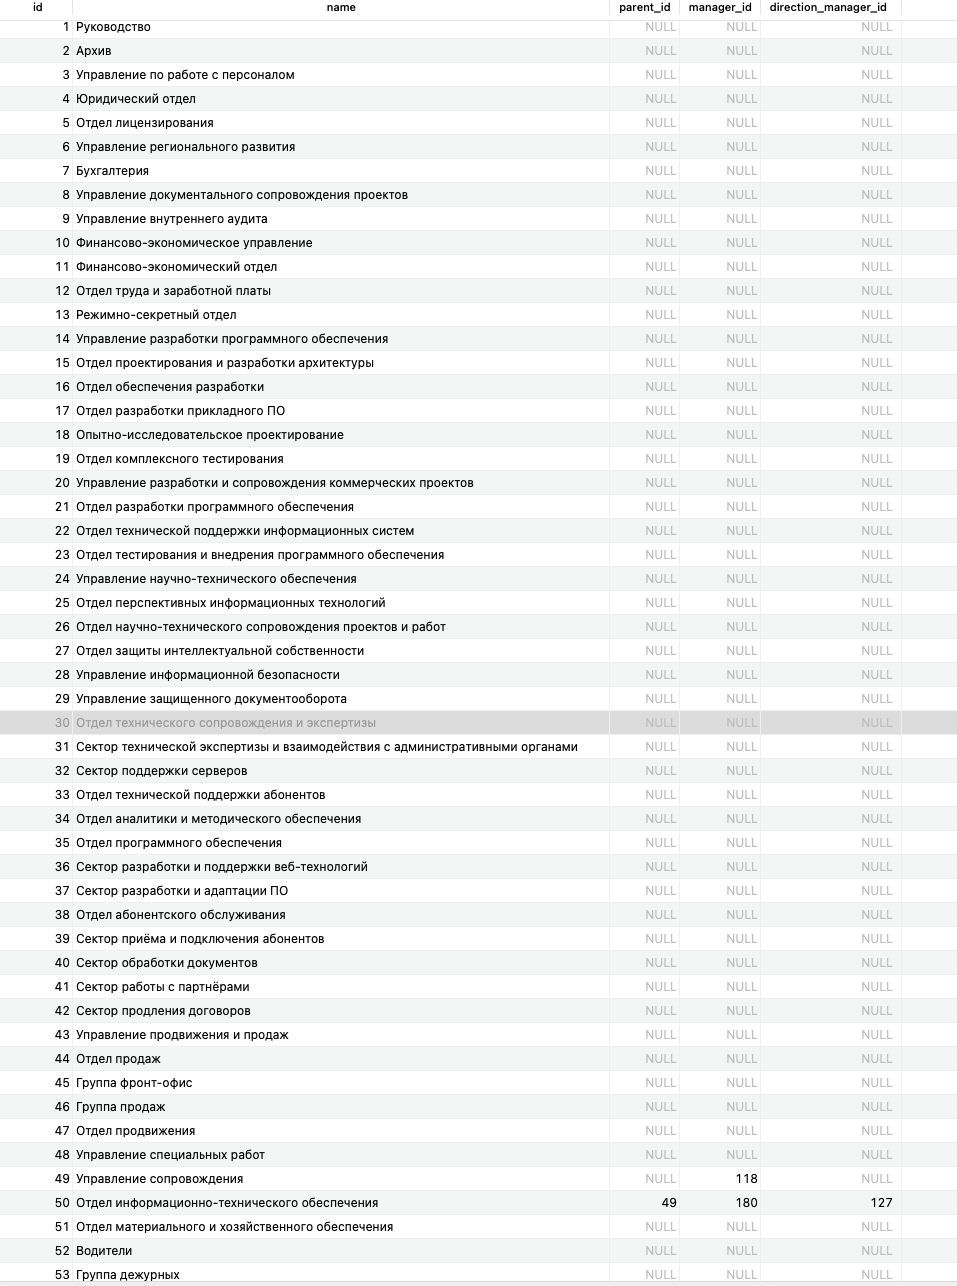 id name parent_id manager_id direction_manager_id
1 Руководство NULL NULL NULL
2 Архив NULL NULL NULL
3 Управление по работе с персоналом NULL NULL NULL
4 Юридический отдел NULL NULL NULL
5 Отдел лицензирования NULL NULL NULL
6 Управление регионального развития NULL NULL NULL
7 Бухгалтерия NULL NULL NULL
8 Управление документального сопровождения проектов NULL NULL NULL
9 Управление внутреннего аудита NULL NULL NULL
10 Финансово-экономическое управление NULL NULL NULL
11 Финансово-экономический отдел NULL NULL NULL
12 Отдел труда и заработной платы NULL NULL NULL
13 Режимно-секретный отдел NULL NULL NULL
14 Управление разработки программного обеспечения NULL NULL NULL
15 Отдел проектирования и разработки архитектуры NULL NULL NULL
16 Отдел обеспечения разработки NULL NULL NULL
17 Отдел разработки прикладного ПО NULL NULL NULL
18 Опытно-исследовательское проектирование NULL NULL NULL
19 Отдел комплексного тестирования NULL NULL NULL
20 Управление разработки и сопровождения коммерческих проектов NULL NULL NULL
21 Отдел разработки программного обеспечения NULL NULL NULL
22 Отдел технической поддержки информационных систем NULL NULL NULL
23 Отдел тестирования и внедрения программного обеспечения NULL NULL NULL
24 Управление научно-технического обеспечения NULL NULL NULL
25 Отдел перспективных информационных технологий NULL NULL NULL
26 Отдел научно-технического сопровождения проектов и работ NULL NULL NULL
27 Отдел защиты интеллектуальной собственности NULL NULL NULL
28 Управление информационной безопасности NULL NULL NULL
29 Управление защищенного документооборота NULL NULL NULL
30 Отдел технического сопровождения и экспертизы NULL NULL NULL
31 Сектор технической экспертизы и взаимодействия с административными органами NULL NULL NULL
32 Сектор поддержки серверов NULL NULL NULL
33 Отдел технической поддержки абонентов NULL NULL NULL
34 Отдел аналитики и методического обеспечения NULL NULL NULL
35 Отдел программного обеспечения NULL NULL NULL
36 Сектор разработки и поддержки веб-технологий NULL NULL NULL
37 Сектор разработки и адаптации ПО NULL NULL NULL
38 Отдел абонентского обслуживания NULL NULL NULL
39 Сектор приёма и подключения абонентов NULL NULL NULL
40 Сектор обработки документов NULL NULL NULL
41 Сектор работы с партнёрами NULL NULL NULL
42 Сектор продления договоров NULL NULL NULL
43 Управление продвижения и продаж NULL NULL NULL
44 Отдел продаж NULL NULL NULL
45 Группа фронт-офис NULL NULL NULL
46 Группа продаж NULL NULL NULL
47 Отдел продвижения NULL NULL NULL
48 Управление специальных работ NULL NULL NULL
49 Управление сопровождения NULL 118 NULL
50 Отдел информационно-технического обеспечения 49 180 127
51 Отдел материального и хозяйственного обеспечения NULL NULL NULL
52 Водители NULL NULL NULL
53 Группа дежурных NULL NULL NULL